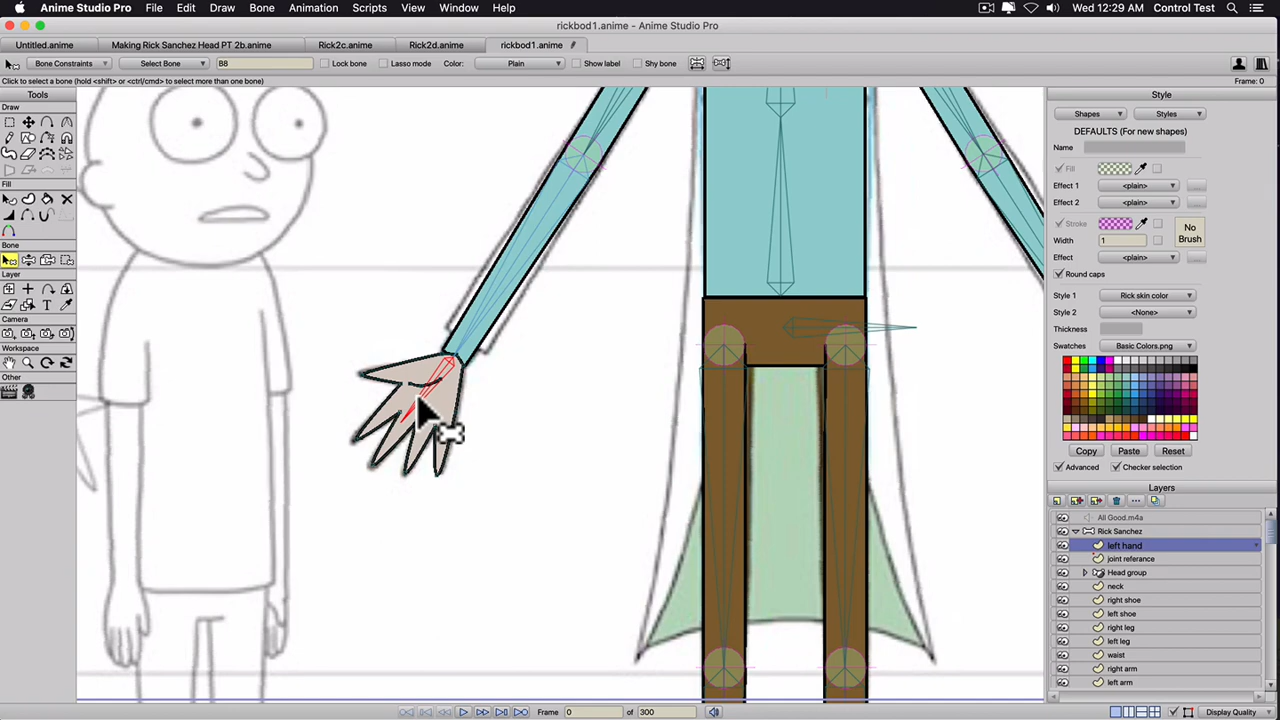 Anime Studio Pro File Edit Draw Bone Animation Scripts View Window Help Wed 12:29 AM Control Test
rickbod1.anime - Anime Studio Pro
Untitled.anime Making Rick Sanchez Head PT 2b.anime Rick2c.anime Rick2d.anime rickbod1.anime
Bone Constraints Select Bone B8 Lock bone Lasso mode Color: Plain Show label Shy bone
Click to select a bone (hold <shift> or <ctrl/cmd> to select more than one bone) Frame: 0
Tools
Draw
Fill
Bone
Layer
Camera
Workspace
Other
Style
Shapes Styles
DEFAULTS (For new shapes)
Name
Fill
Effect 1 <plain> ...
Effect 2 <plain> ...
Stroke
No Brush
Width 1
Effect <plain> ...
Round caps
Style 1 Rick skin color
Style 2 <None>
Thickness
Swatches Basic Colors.png
Copy Paste Reset
Advanced Checker selection
Layers
All Good.m4a
Rick Sanchez
left hand
joint referance
Head group
neck
right shoe
left shoe
right leg
left leg
waist
right arm
left arm
Frame 0 of 300 Display Quality